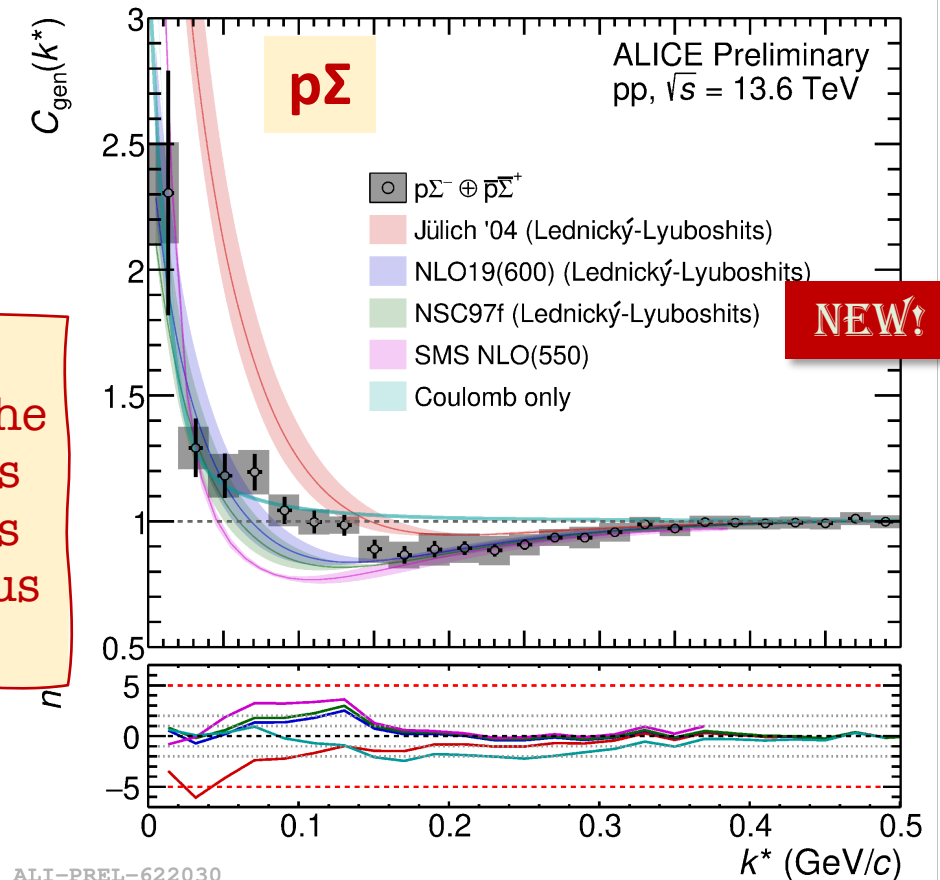 C_gen(k*)
3
2.5
2
1.5
1
0.5
pΣ
ALICE Preliminary
pp, √s = 13.6 TeV
pΣ⁻ ⊕ p̅Σ̅⁺
Jülich '04 (Lednický-Lyuboshits)
NLO19(600) (Lednický-Lyuboshits)
NSC97f (Lednický-Lyuboshits)
SMS NLO(550)
Coulomb only
NEW!
5
0
−5
0
0.1
0.2
0.3
0.4
0.5
k* (GeV/c)
ALI-PREL-622030